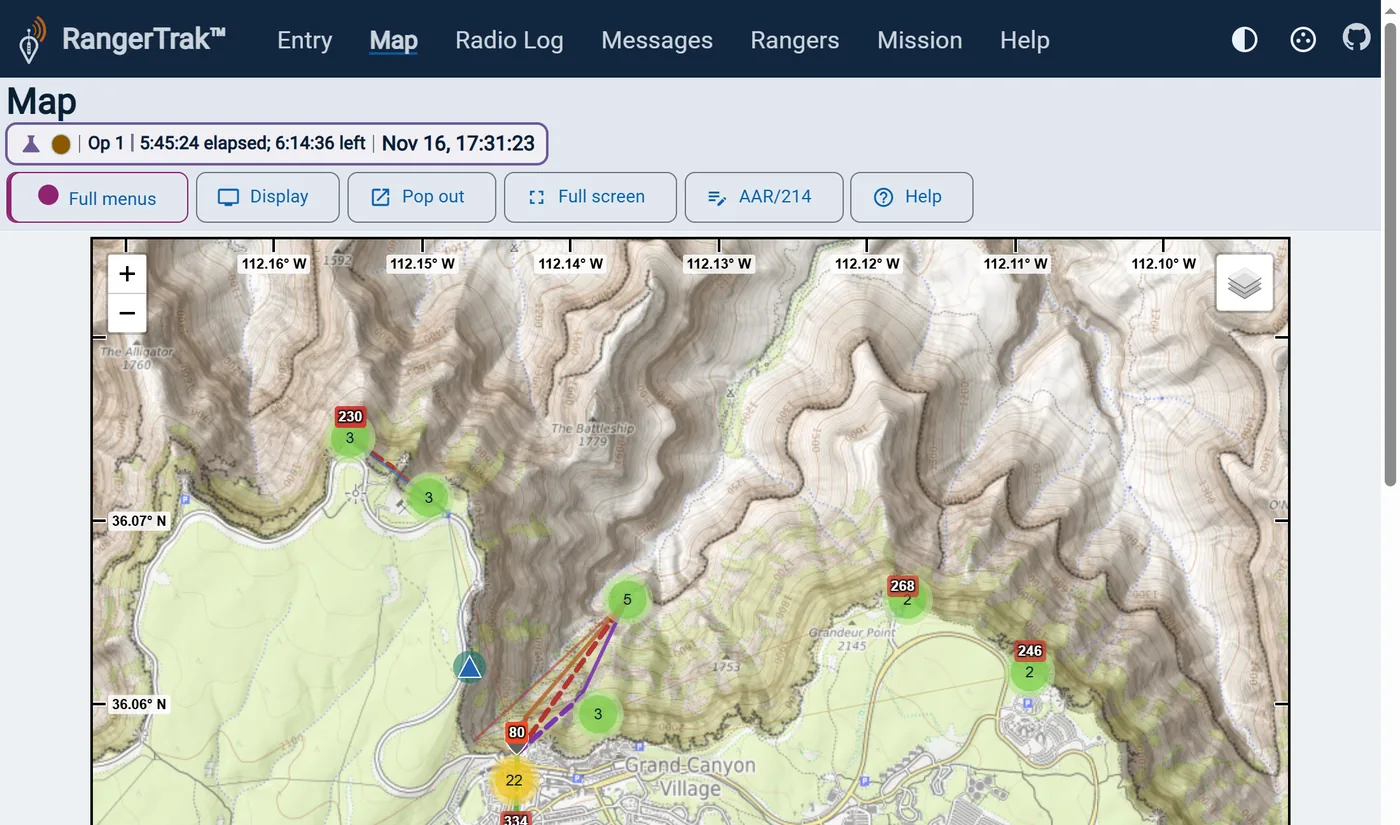 RangerTrak™ Entry Map Radio Log Messages Rangers Mission Help
Map
Op 1 | 5:45:24 elapsed; 6:14:36 left | Nov 16, 17:31:23
Full menus Display Pop out Full screen AAR/214 Help
+
−
112.16° W 112.15° W 112.14° W 112.13° W 112.12° W 112.11° W 112.10° W
1592
The Alligator
1760
230
3
The Battleship
1779
3
36.07° N
5
268
2
Grandeur Point
2145
246
2
1753
36.06° N
3
80
22
Grand Canyon
Village
334